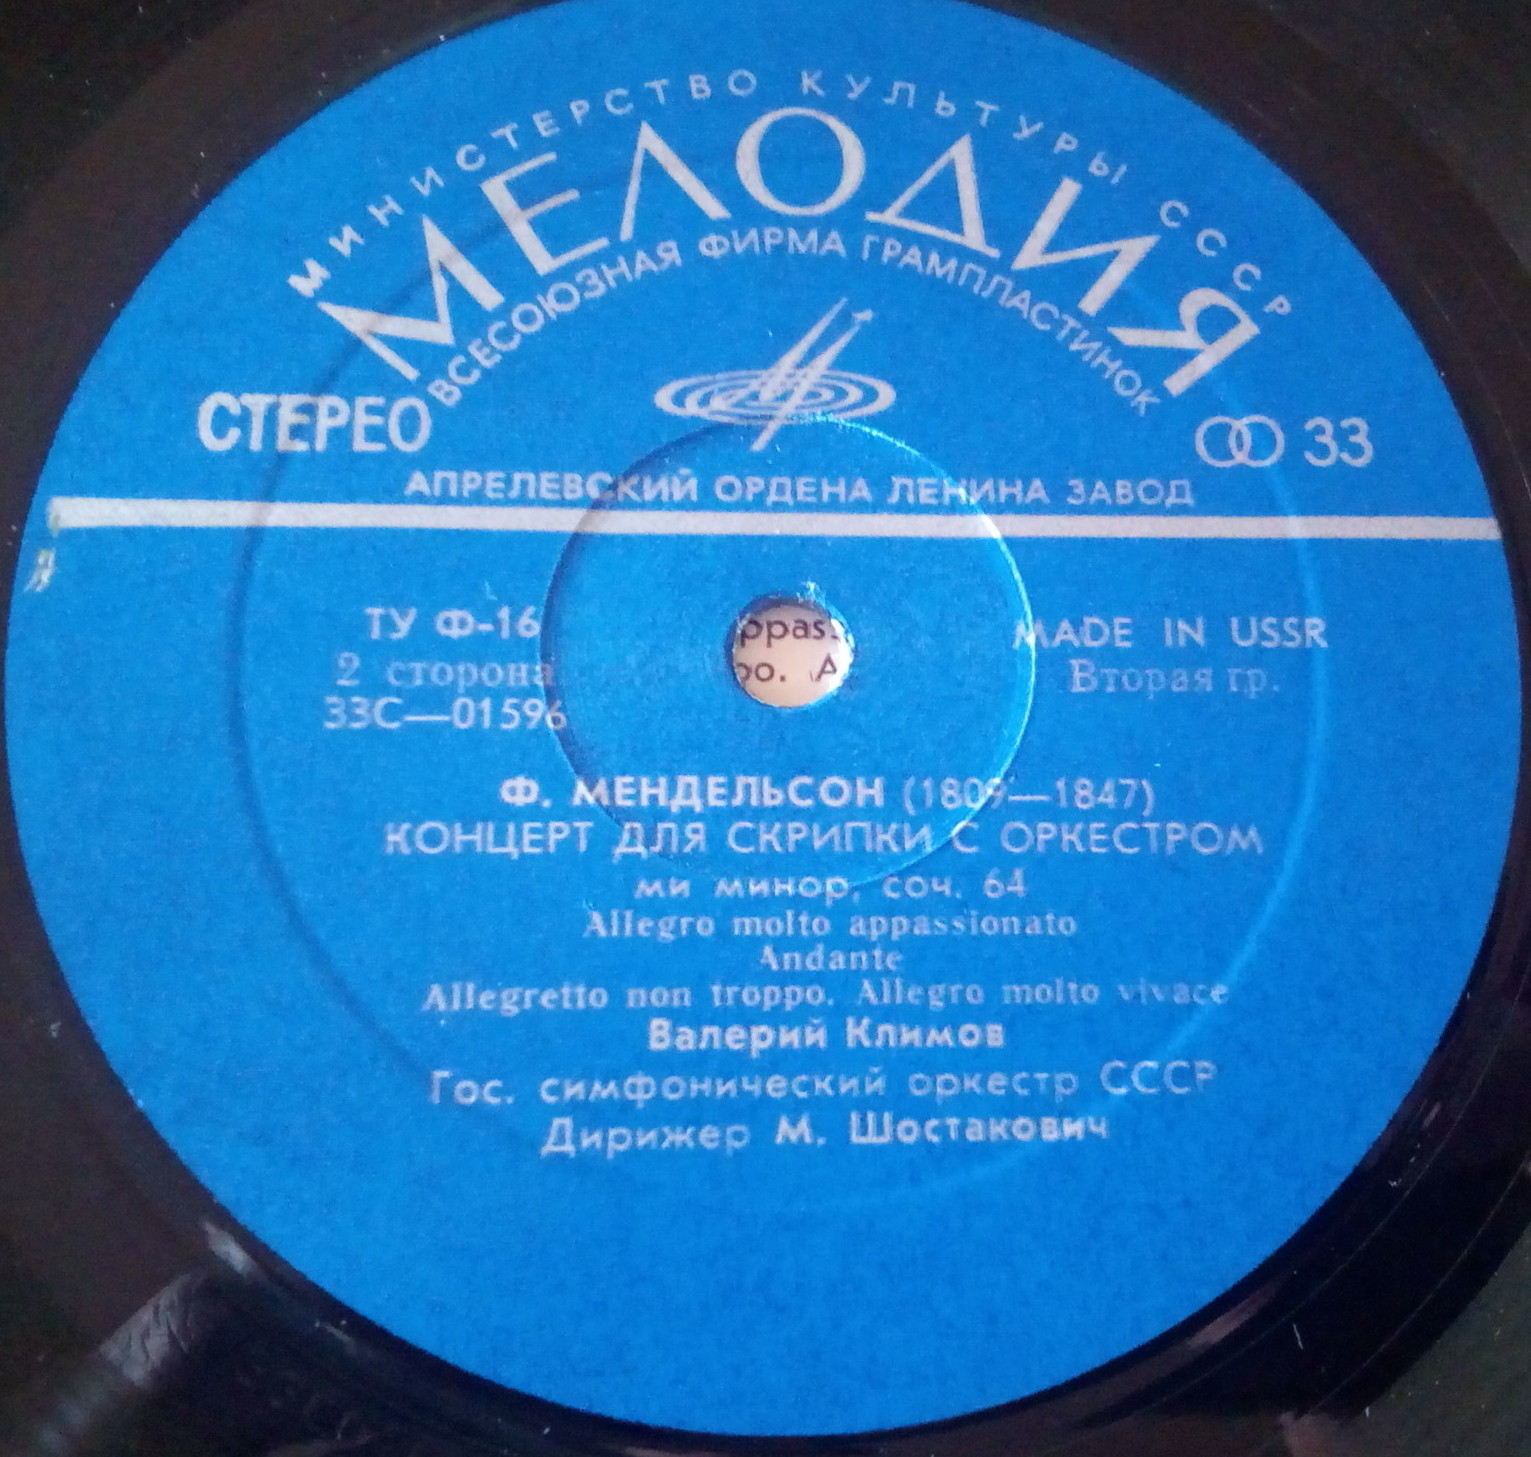 МИНИСТЕРСТВО КУЛЬТУРЫ СССР
МЕЛОДИЯ
ВСЕСОЮЗНАЯ ФИРМА ГРАМПЛАСТИНОК
СТЕРЕО
33
АПРЕЛЕВСКИЙ ОРДЕНА ЛЕНИНА ЗАВОД
ТУ Ф-16
MADE IN USSR
2 сторона
Вторая гр.
33С—01596
Ф. МЕНДЕЛЬСОН (1809—1847)
КОНЦЕРТ ДЛЯ СКРИПКИ С ОРКЕСТРОМ
ми минор, соч. 64
Allegro molto appassionato
Andante
Allegretto non troppo. Allegro molto vivace
Валерий Климов
Гос. симфонический оркестр СССР
Дирижер М. Шостакович